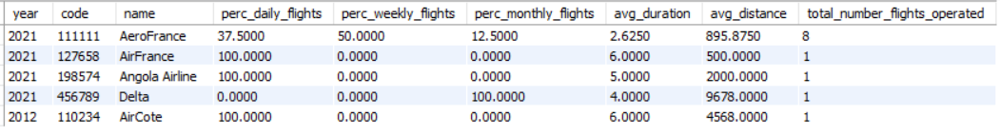 year code name perc_daily_flights perc_weekly_flights perc_monthly_flights avg_duration avg_distance total_number_flights_operated
2021 111111 AeroFrance 37.5000 50.0000 12.5000 2.6250 895.8750 8
2021 127658 AirFrance 100.0000 0.0000 0.0000 6.0000 500.0000 1
2021 198574 Angola Airline 100.0000 0.0000 0.0000 5.0000 2000.0000 1
2021 456789 Delta 0.0000 0.0000 100.0000 4.0000 9678.0000 1
2012 110234 AirCote 100.0000 0.0000 0.0000 6.0000 4568.0000 1